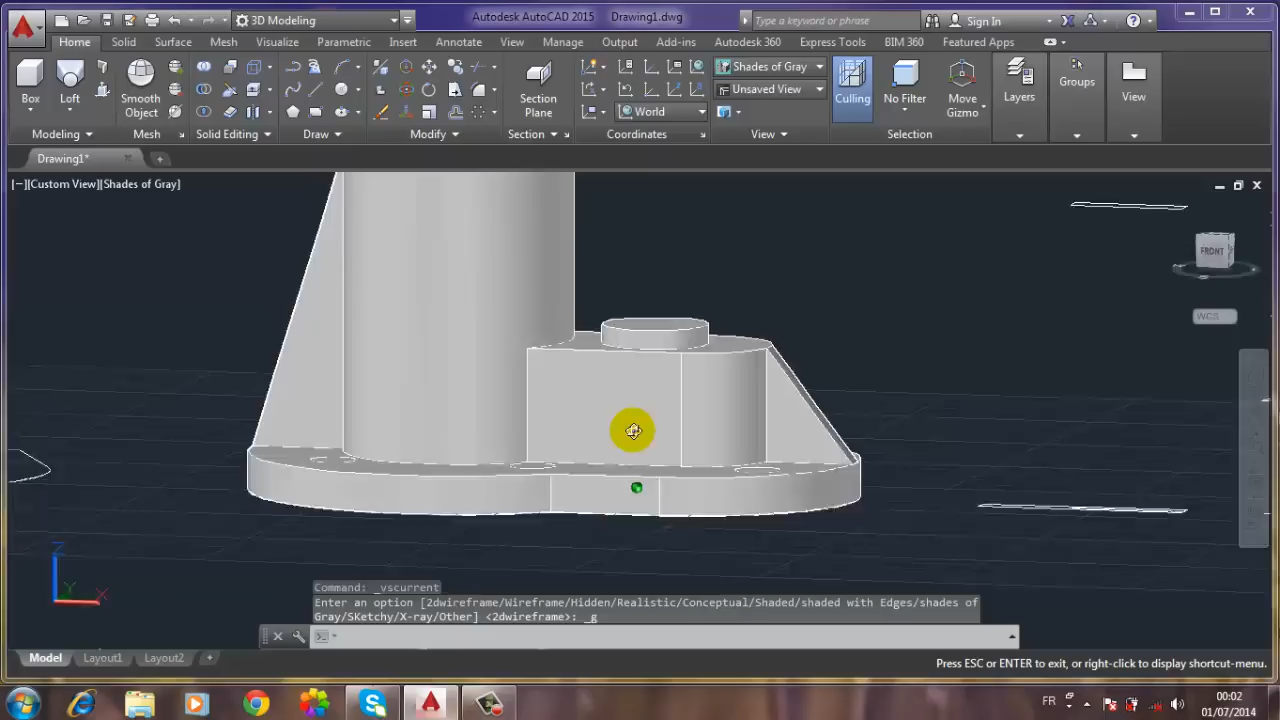 3D Modeling
Autodesk AutoCAD 2015 Drawing1.dwg
Type a keyword or phrase
Sign In
Home Solid Surface Mesh Visualize Parametric Insert Annotate View Manage Output Add-ins Autodesk 360 Express Tools BIM 360 Featured Apps
Box
Loft
Smooth
Object
Section
Plane
Shades of Gray
Unsaved View
World
Culling
No Filter
Move
Gizmo
Layers
Groups
View
Modeling Mesh Solid Editing Draw Modify Section Coordinates View Selection
Drawing1*
[−][Custom View][Shades of Gray]
FRONT
WCS
Z
Y
X
Command: _vscurrent
Enter an option [2dwireframe/Wireframe/Hidden/Realistic/Conceptual/Shaded/shaded with Edges/shades of
Gray/SKetchy/X-ray/Other] <2dwireframe>: _g
Model Layout1 Layout2
Press ESC or ENTER to exit, or right-click to display shortcut-menu.
FR
00:02
01/07/2014